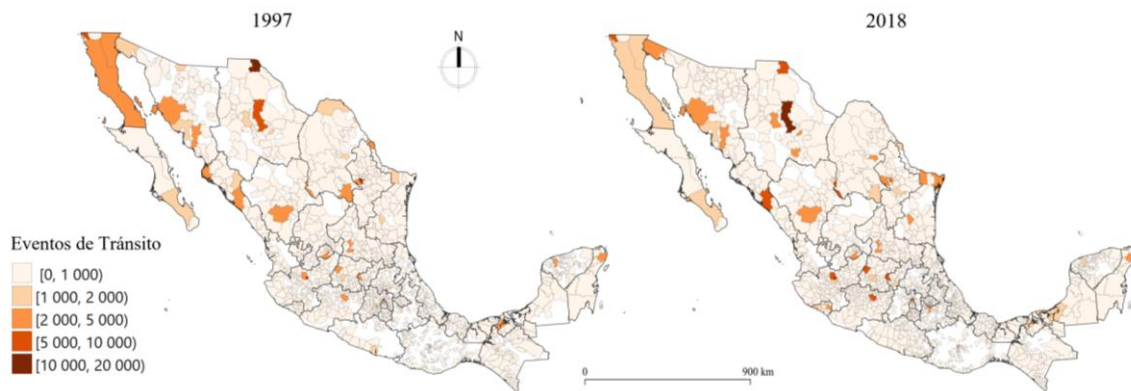 1997
2018
N
Eventos de Tránsito
[0, 1 000)
[1 000, 2 000)
[2 000, 5 000)
[5 000, 10 000)
[10 000, 20 000)
0 900 km